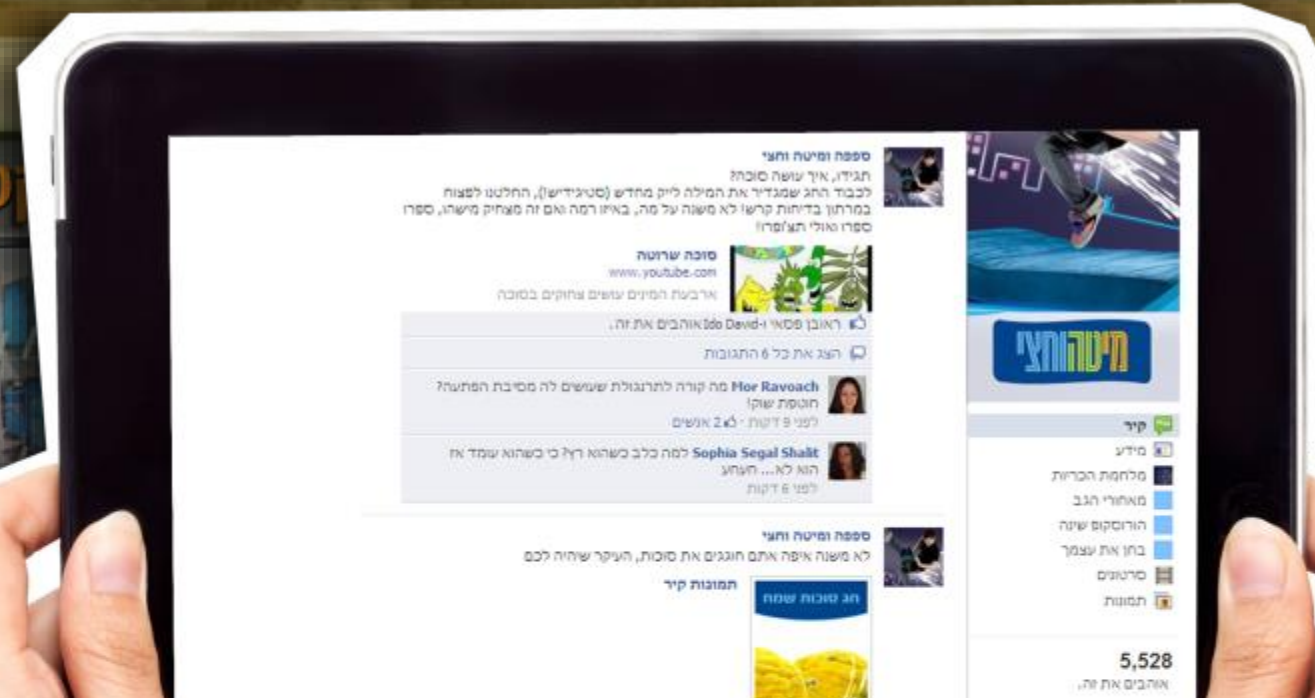 ספפה ומיטה וחצי
תגידו, איך עושה סוכה?
לכבוד החג שמגדיר את המילה לייק מחדש (סטיגידיש!), החלטנו לפצוח
במרתון בדיחות קרש! לא משנה על מה, באיזו רמה ואם זה מצחיק מישהו, ספרו
ספרו ואולי תצ'ופרו!!
סוכה שרוטה
www.youtube.com
ארבעת המינים עושים צחוקים בסוכה
ראובן פסאי ו-Ido David אוהבים את זה.
הצג את כל 6 התגובות
Mor Ravoach מה קורה לתרנגולת שעושים לה מסיבת הפתעה?
חוטפת שוק!
לפני 9 דקות · 2 אנשים
Sophia Segal Shalit למה כלב כשהוא רץ? כי כשהוא עומד אז
הוא לא... חעחע
לפני 6 דקות
ספפה ומיטה וחצי
לא משנה איפה אתם חוגגים את סוכות, העיקר שיהיה לכם
תמונות קיר
חג סוכות שמח
מיטה וחצי
קיר
מידע
מלחמת הכריות
מאחורי הגב
הורוסקופ שינה
בחן את עצמך
סרטונים
תמונות
5,528
אוהבים את זה.